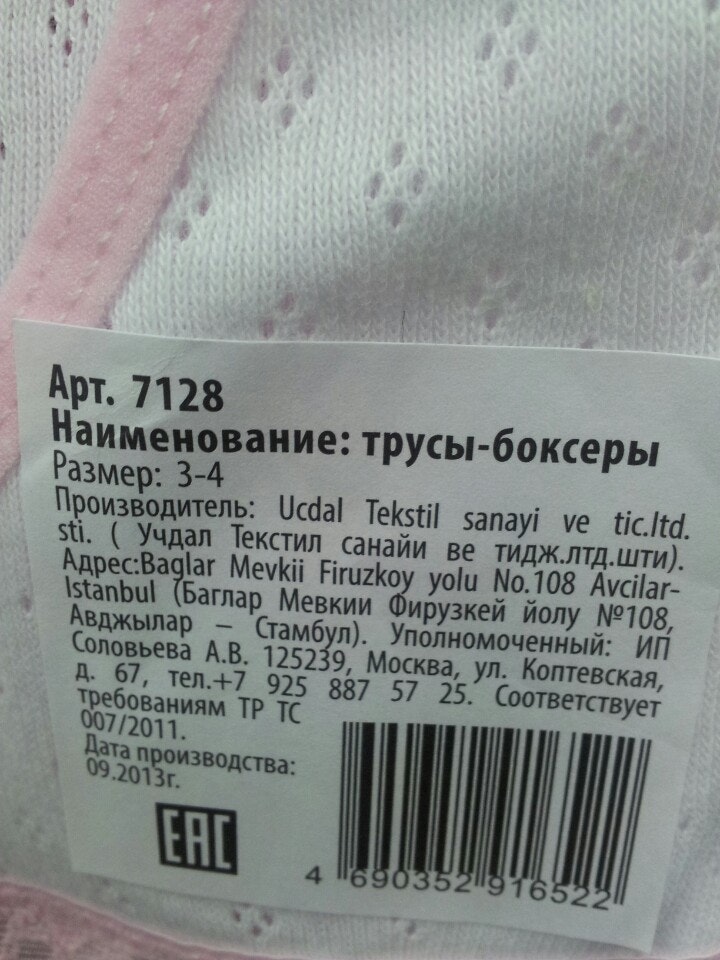 Арт. 7128
Наименование: трусы-боксеры
Размер: 3-4
Производитель: Ucdal Tekstil sanayi ve tic.ltd.
sti. ( Учдал Текстил санайи ве тидж.лтд.шти).
Адрес:Baglar Mevkii Firuzkoy yolu No.108 Avcilar-
Istanbul (Баглар Мевкии Фирузкей йолу №108,
Авджылар – Стамбул). Уполномоченный: ИП
Соловьева А.В. 125239, Москва, ул. Коптевская,
д. 67, тел.+7 925 887 57 25. Соответствует
требованиям ТР ТС
007/2011.
Дата производства:
09.2013г.
EAC
4 690352 916522